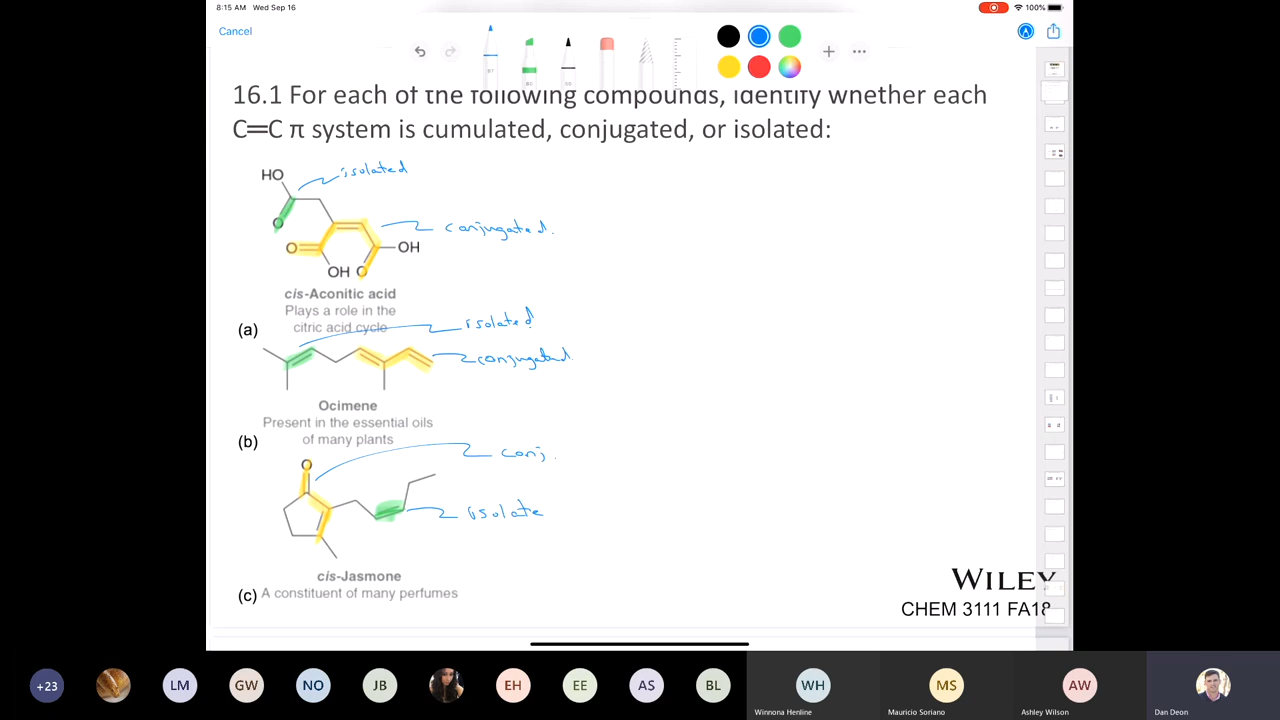 8:15 AM Wed Sep 16
100%
Cancel
16.1 For each of the following compounds, identify whether each
C=C π system is cumulated, conjugated, or isolated:
HO
isolated
O
conjugated.
O
OH
OH O
cis-Aconitic acid
Plays a role in the
citric acid cycle
(a)
isolated
conjugated.
Ocimene
Present in the essential oils
of many plants
(b)
conj.
O
isolate
cis-Jasmone
(c) A constituent of many perfumes
WILEY
CHEM 3111 FA18
+23
LM
GW
NO
JB
EH
EE
AS
BL
WH
MS
AW
Winnona Henline
Mauricio Soriano
Ashley Wilson
Dan Deon